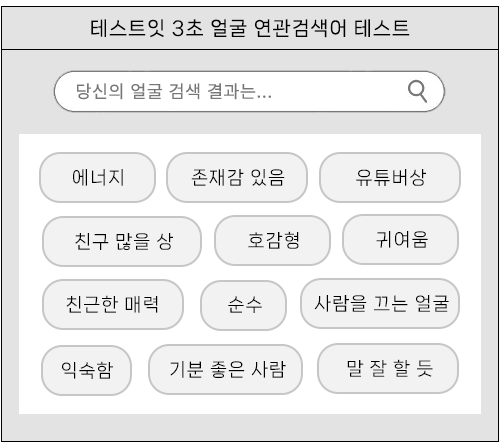 테스트잇 3초 얼굴 연관검색어 테스트
당신의 얼굴 검색 결과는...
에너지 존재감 있음 유튜버상
친구 많을 상 호감형 귀여움
친근한 매력 순수 사람을 끄는 얼굴
익숙함 기분 좋은 사람 말 잘 할 듯